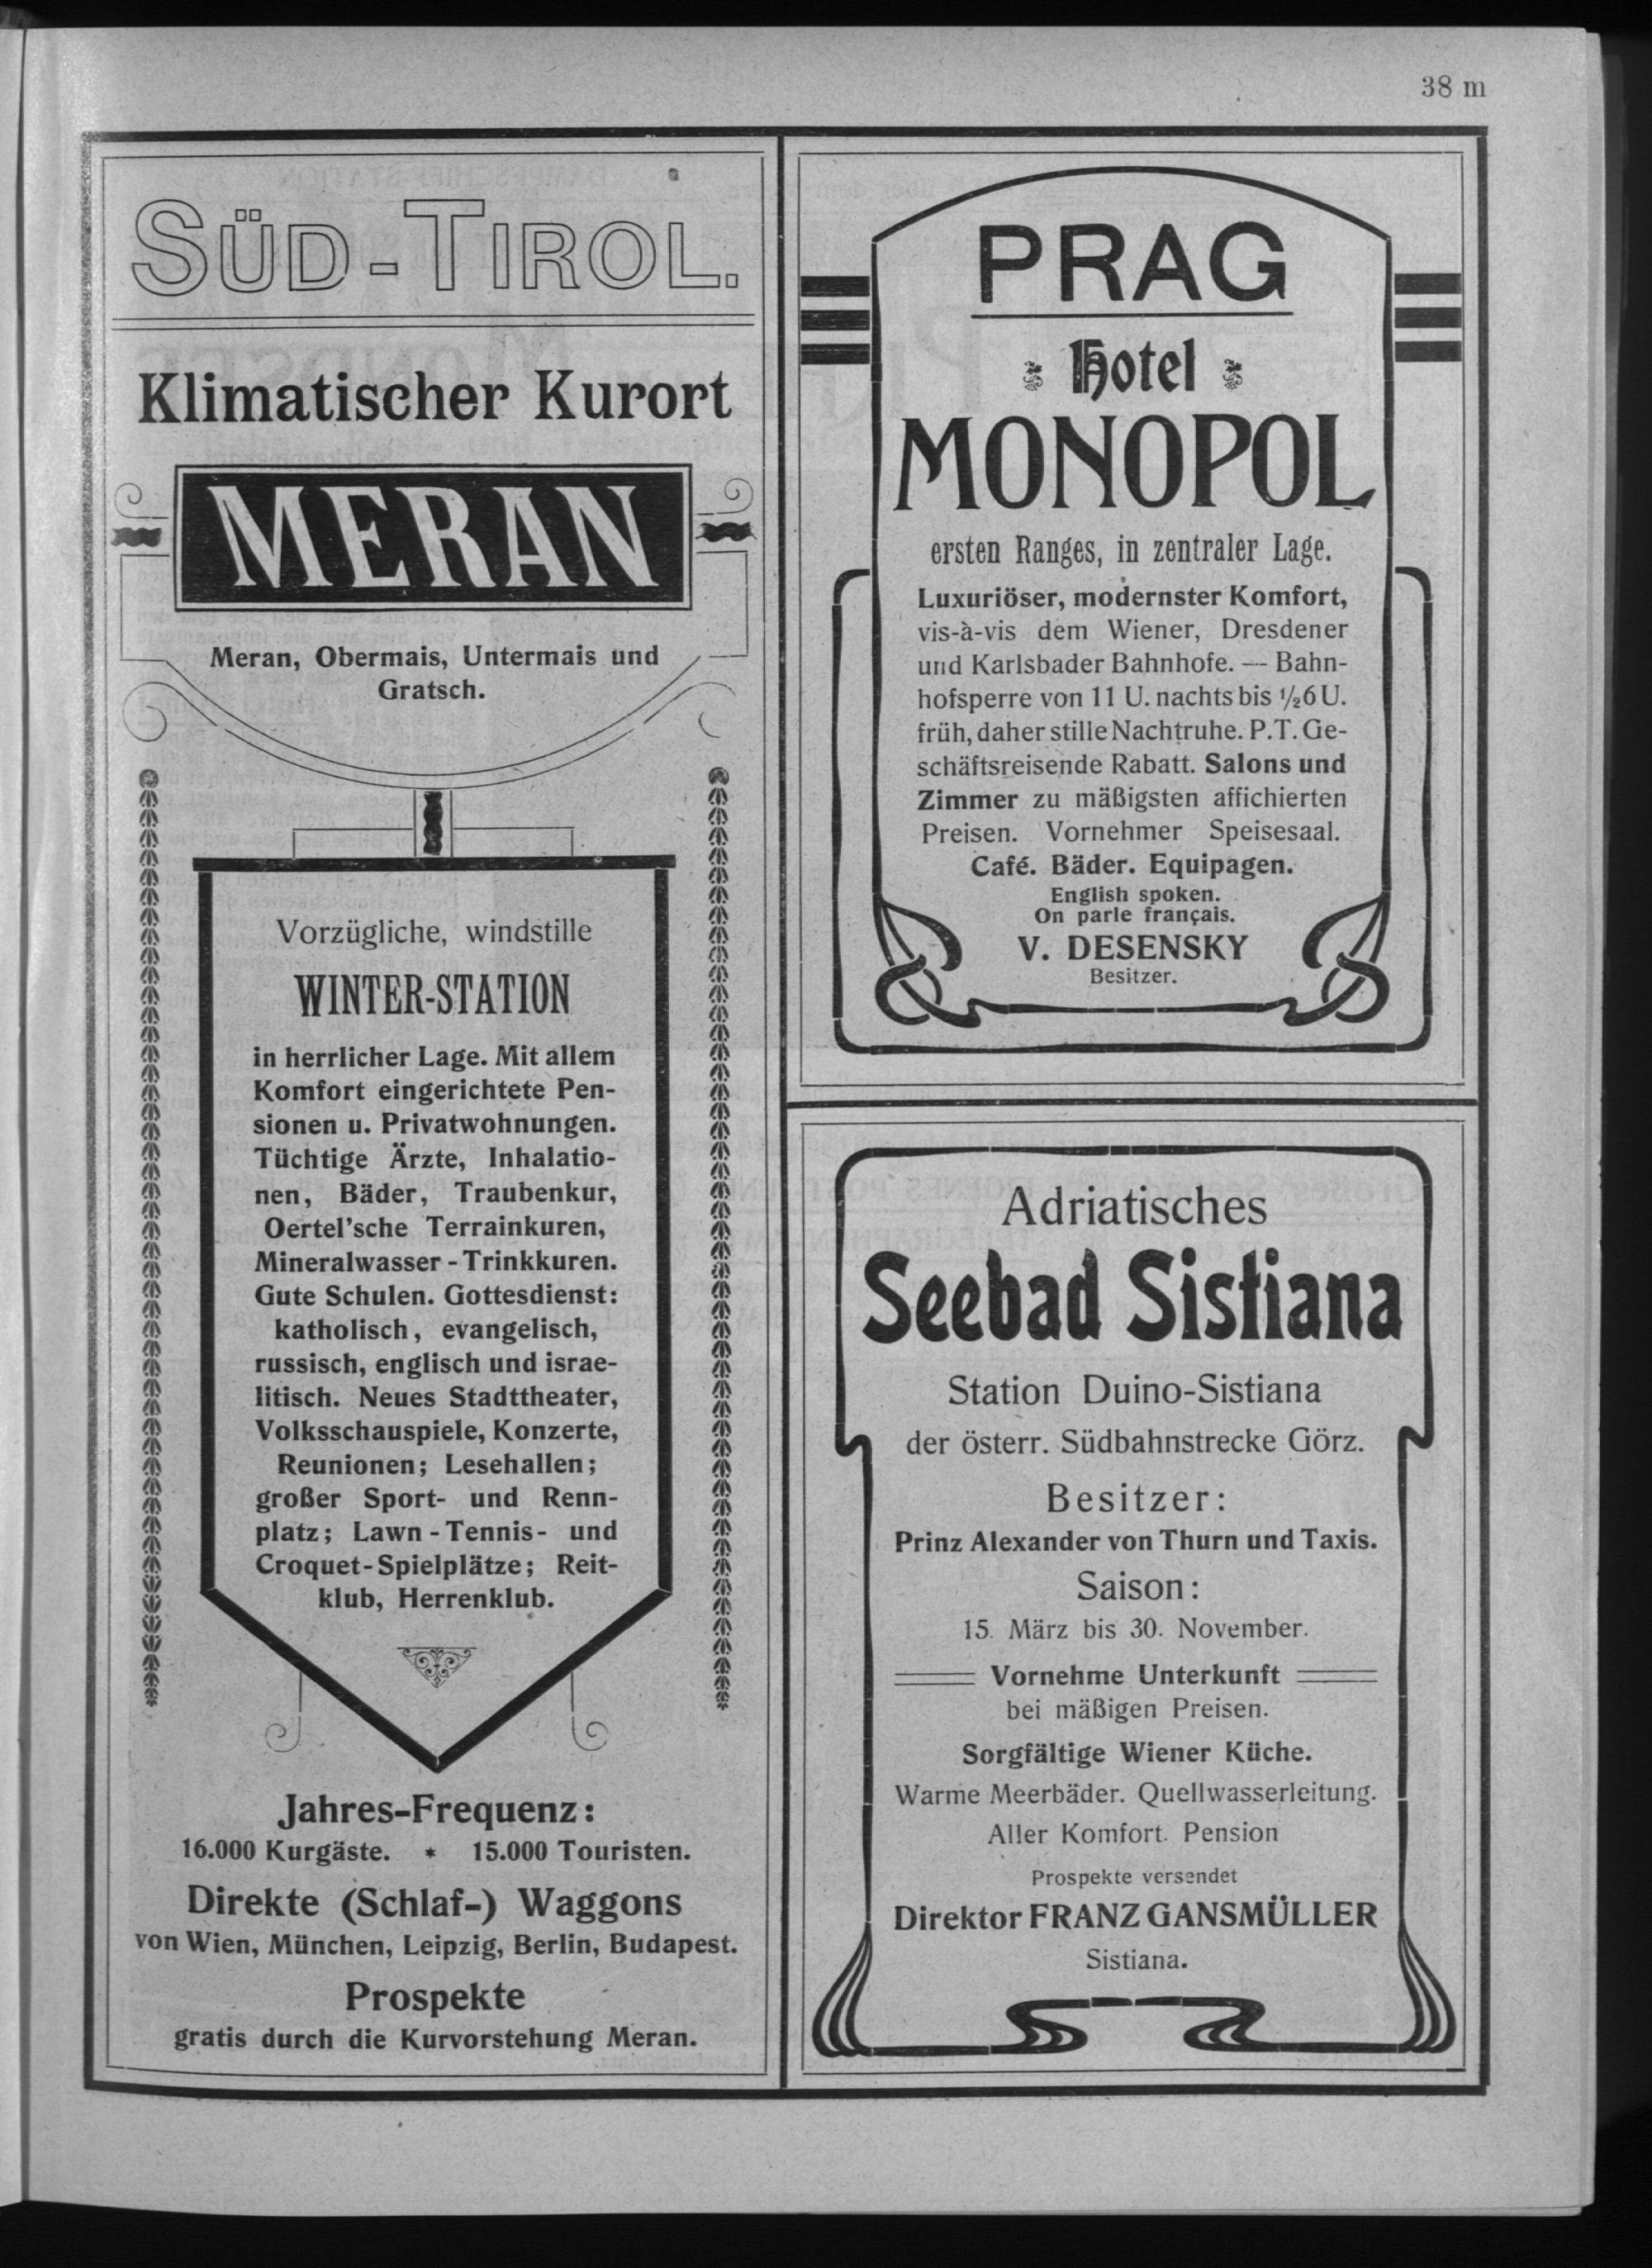 38 m
SÜD-TIROL.
Klimatischer Kurort
MERAN
Meran, Obermais, Untermais und
Gratsch.
Vorzügliche, windstille
WINTER-STATION
in herrlicher Lage. Mit allem
Komfort eingerichtete Pen-
sionen u. Privatwohnungen.
Tüchtige Ärzte, Inhalatio-
nen, Bäder, Traubenkur,
Oertel'sche Terrainkuren,
Mineralwasser - Trinkkuren.
Gute Schulen. Gottesdienst:
katholisch, evangelisch,
russisch, englisch und israe-
litisch. Neues Stadttheater,
Volksschauspiele, Konzerte,
Reunionen; Lesehallen;
großer Sport- und Renn-
platz; Lawn - Tennis- und
Croquet-Spielplätze; Reit-
klub, Herrenklub.
Jahres-Frequenz:
16.000 Kurgäste. * 15.000 Touristen.
Direkte (Schlaf-) Waggons
von Wien, München, Leipzig, Berlin, Budapest.
Prospekte
gratis durch die Kurvorstehung Meran.
PRAG
Hotel
MONOPOL
ersten Ranges, in zentraler Lage.
Luxuriöser, modernster Komfort,
vis-à-vis dem Wiener, Dresdener
und Karlsbader Bahnhofe. — Bahn-
hofsperre von 11 U. nachts bis ½6 U.
früh, daher stille Nachtruhe. P.T. Ge-
schäftsreisende Rabatt. Salons und
Zimmer zu mäßigsten affichierten
Preisen. Vornehmer Speisesaal.
Café. Bäder. Equipagen.
English spoken.
On parle français.
V. DESENSKY
Besitzer.
Adriatisches
Seebad Sistiana
Station Duino-Sistiana
der österr. Südbahnstrecke Görz.
Besitzer:
Prinz Alexander von Thurn und Taxis.
Saison:
15. März bis 30. November.
Vornehme Unterkunft
bei mäßigen Preisen.
Sorgfältige Wiener Küche.
Warme Meerbäder. Quellwasserleitung.
Aller Komfort. Pension
Prospekte versendet
Direktor FRANZ GANSMÜLLER
Sistiana.